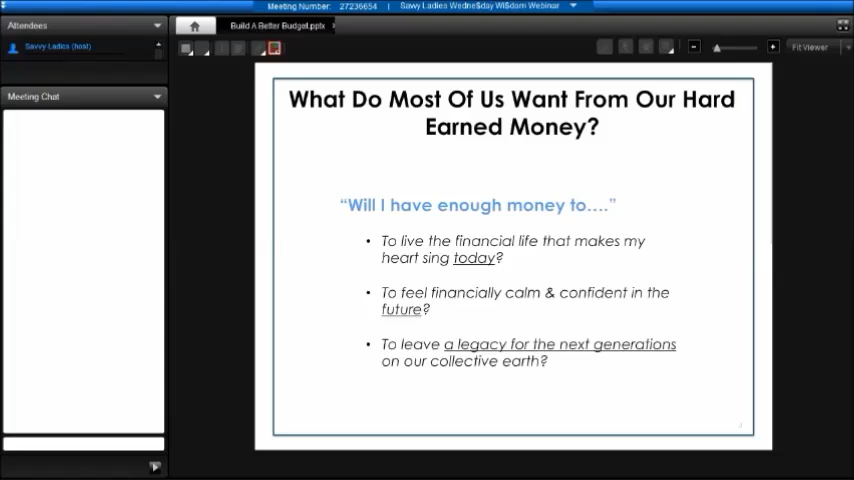 Meeting Number: 27236654
Savvy Ladies Wednesday WISdom Webinar
Attendees
Build A Better Budget.pptx
Savvy Ladies (host)
Fit Viewer
Meeting Chat
What Do Most Of Us Want From Our Hard
Earned Money?
“Will I have enough money to....”
• To live the financial life that makes my
heart sing today?
• To feel financially calm & confident in the
future?
• To leave a legacy for the next generations
on our collective earth?